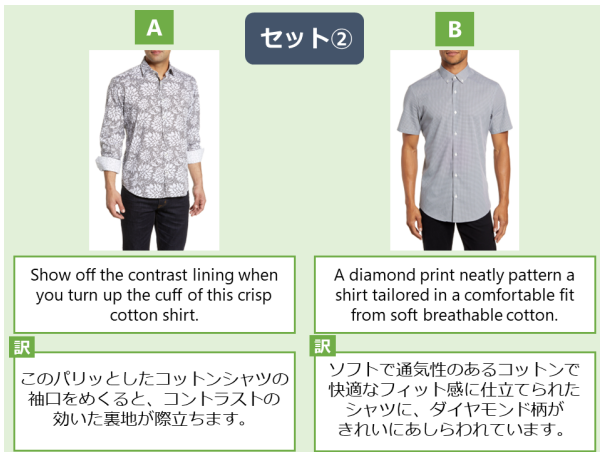 A
セット②
B
Show off the contrast lining when
you turn up the cuff of this crisp
cotton shirt.
A diamond print neatly pattern a
shirt tailored in a comfortable fit
from soft breathable cotton.
訳
このパリッとしたコットンシャツの
袖口をめくると、コントラストの
効いた裏地が際立ちます。
訳
ソフトで通気性のあるコットンで
快適なフィット感に仕立てられた
シャツに、ダイヤモンド柄が
きれいにあしらわれています。